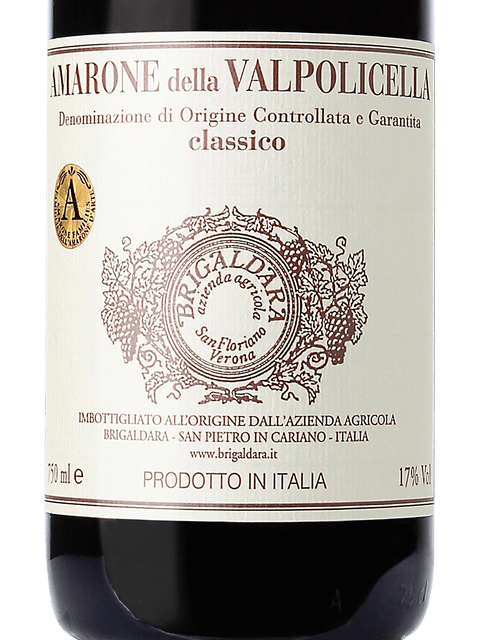 AMARONE della VALPOLICELLA
Denominazione di Origine Controllata e Garantita
classico
A
BRIGALDARA
azienda agricola
San Floriano
Verona
IMBOTTIGLIATO ALL'ORIGINE DALL'AZIENDA AGRICOLA
BRIGALDARA - SAN PIETRO IN CARIANO - ITALIA
www.brigaldara.it
750 ml e
PRODOTTO IN ITALIA
17% Vol